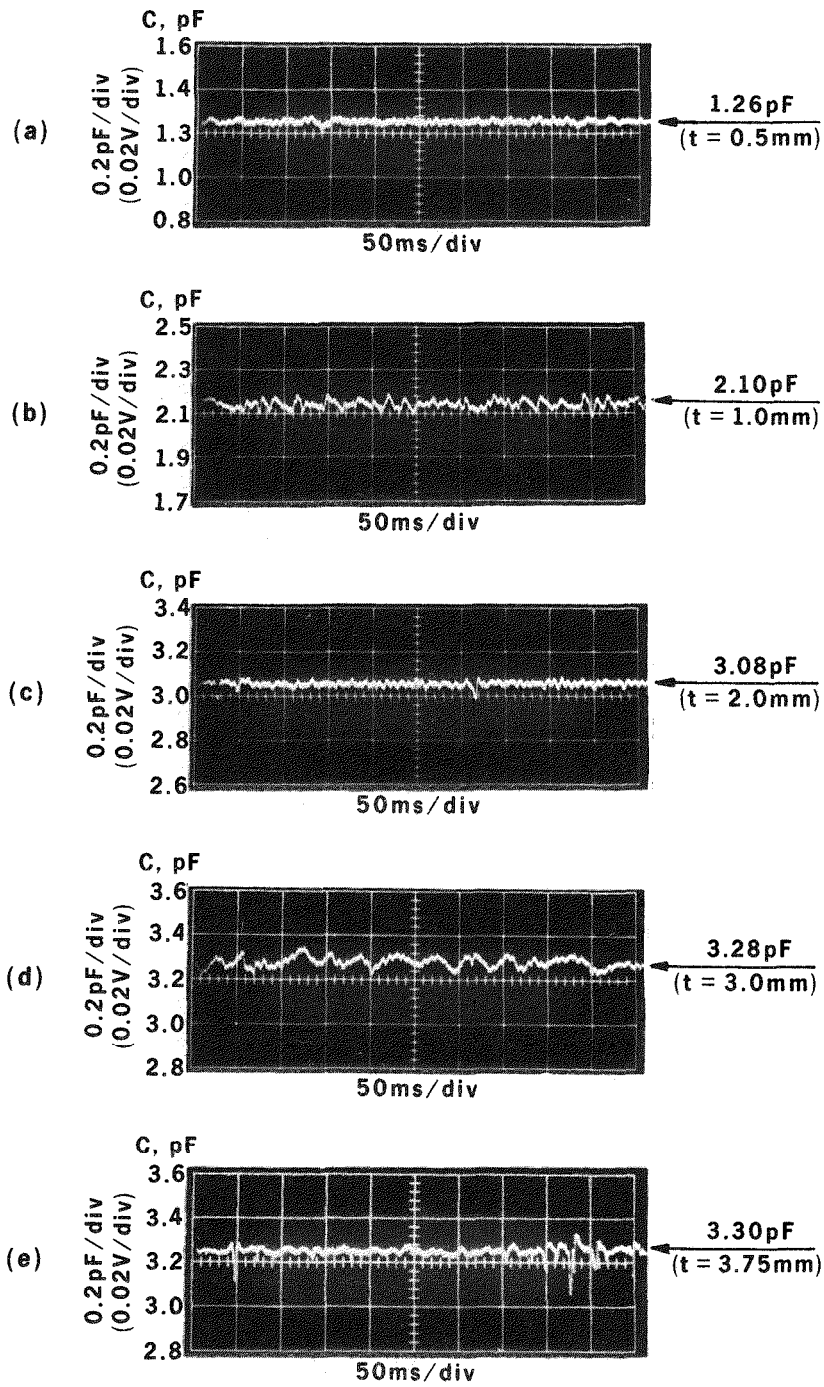 C, pF
(a)
0.2pF/div
(0.02V/div)
1.6
1.4
1.3
1.0
0.8
50ms/div
1.26pF
(t = 0.5mm)
C, pF
(b)
0.2pF/div
(0.02V/div)
2.5
2.3
2.1
1.9
1.7
50ms/div
2.10pF
(t = 1.0mm)
C, pF
(c)
0.2pF/div
(0.02V/div)
3.4
3.2
3.0
2.8
2.6
50ms/div
3.08pF
(t = 2.0mm)
C, pF
(d)
0.2pF/div
(0.02V/div)
3.6
3.4
3.2
3.0
2.8
50ms/div
3.28pF
(t = 3.0mm)
C, pF
(e)
0.2pF/div
(0.02V/div)
3.6
3.4
3.2
3.0
2.8
50ms/div
3.30pF
(t = 3.75mm)